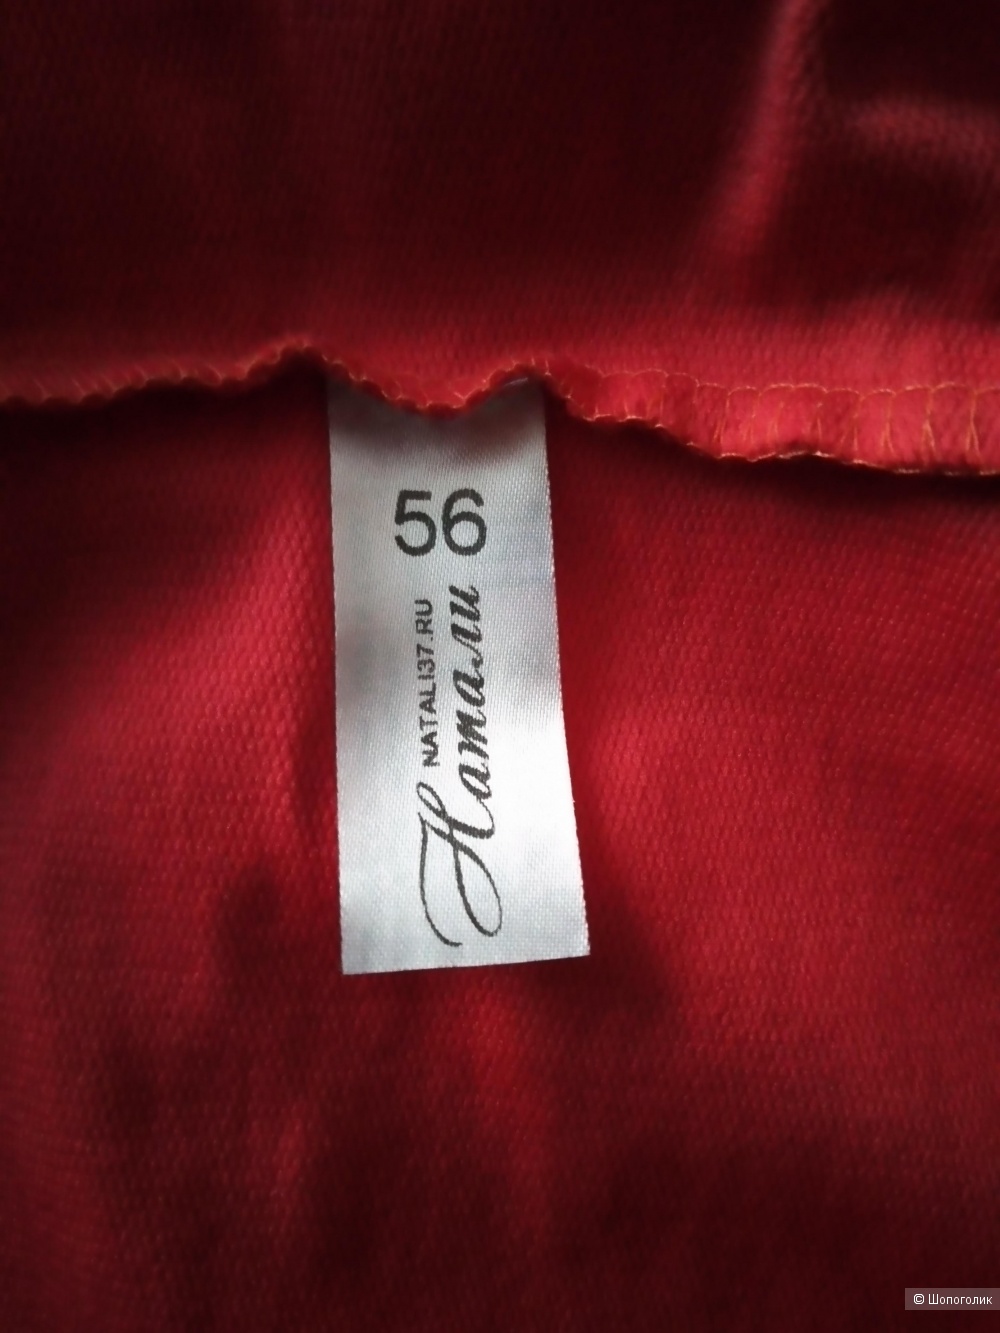 56
NATALI37.RU
Натали
© Шопоголик